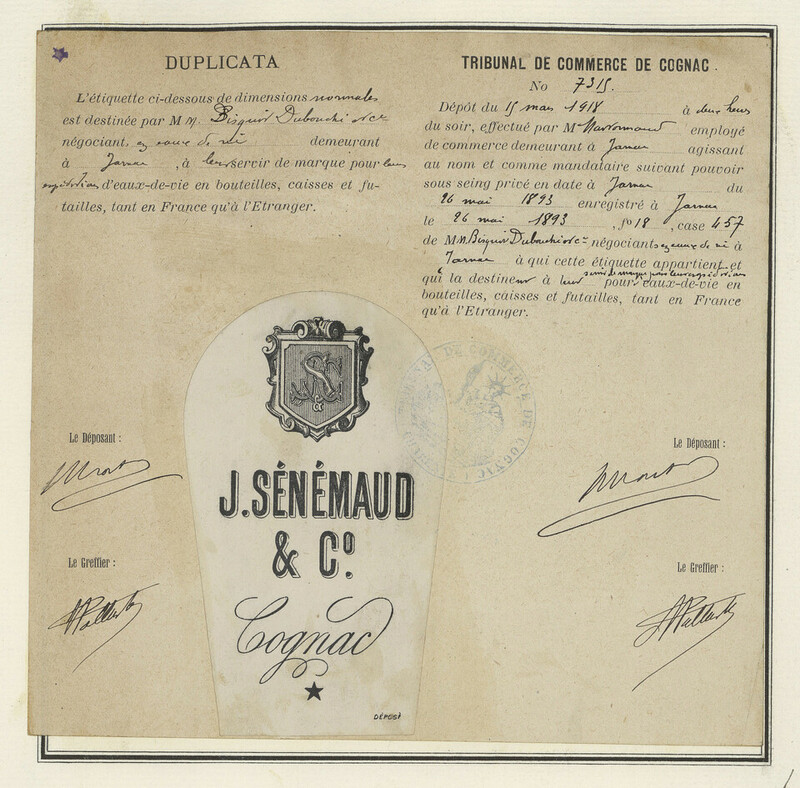 DUPLICATA
L'étiquette ci-dessous de dimensions normales
est destinée par M M. Bisquit Dubouché & Cie
négociant, en eaux de vie demeurant
à Jarnac, à leur servir de marque pour leurs
expéditions d'eaux-de-vie en bouteilles, caisses et fu-
tailles, tant en France qu'à l'Etranger.
TRIBUNAL DE COMMERCE DE COGNAC.
No 7315.
Dépôt du 15 mars 1918 à deux heures
du soir, effectué par Mr employé
de commerce demeurant à Jarnac agissant
au nom et comme mandataire suivant pouvoir
sous seing privé en date à Jarnac du
26 mai 1893 enregistré à Jarnac
le 26 mai 1893, fo 18, case 457
de MM. Bisquit Dubouché & Cie négociants en eaux de vie à
Jarnac à qui cette étiquette appartient et
qui la destinent à leur servir de marque pour leurs expéditions
pour eaux-de-vie en
bouteilles, caisses et futailles, tant en France
qu'à l'Etranger.
J. SÉNÉMAUD
& Co.
Cognac
DÉPOSÉ
TRIBUNAL DE COMMERCE DE COGNAC
Le Déposant :
Le Greffier :
Le Déposant :
Le Greffier :